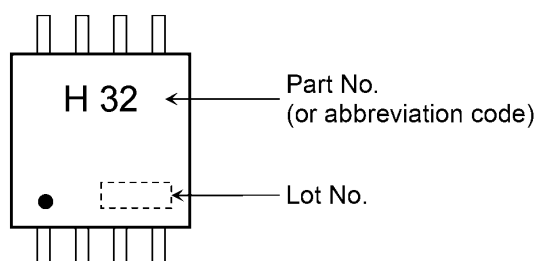 H 32
Part No.
(or abbreviation code)
Lot No.